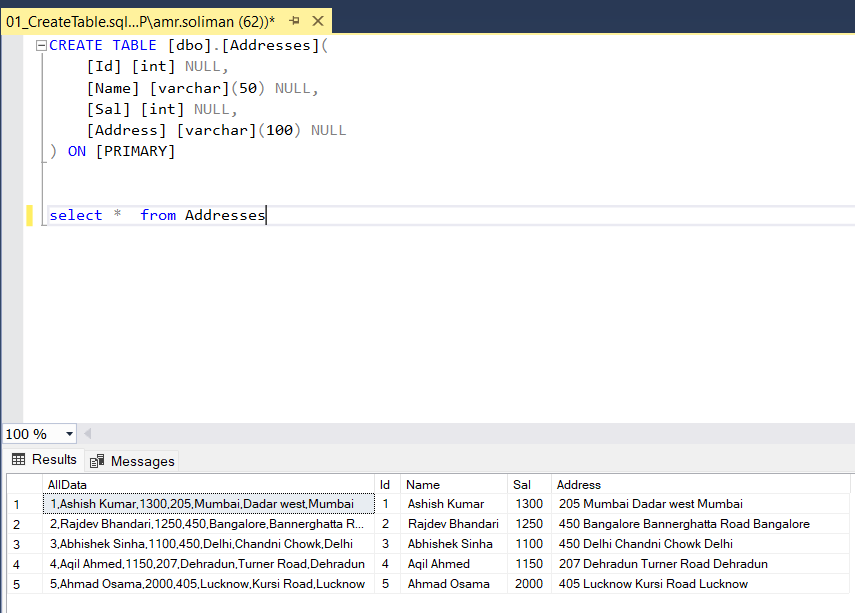 01_CreateTable.sql...P\amr.soliman (62))*
CREATE TABLE [dbo].[Addresses](
[Id] [int] NULL,
[Name] [varchar](50) NULL,
[Sal] [int] NULL,
[Address] [varchar](100) NULL
) ON [PRIMARY]
select *  from Addresses
100 %
Results Messages
AllData Id Name Sal Address
1 1,Ashish Kumar,1300,205,Mumbai,Dadar west,Mumbai 1 Ashish Kumar 1300 205 Mumbai Dadar west Mumbai
2 2,Rajdev Bhandari,1250,450,Bangalore,Bannerghatta R... 2 Rajdev Bhandari 1250 450 Bangalore Bannerghatta Road Bangalore
3 3,Abhishek Sinha,1100,450,Delhi,Chandni Chowk,Delhi 3 Abhishek Sinha 1100 450 Delhi Chandni Chowk Delhi
4 4,Aqil Ahmed,1150,207,Dehradun,Turner Road,Dehradun 4 Aqil Ahmed 1150 207 Dehradun Turner Road Dehradun
5 5,Ahmad Osama,2000,405,Lucknow,Kursi Road,Lucknow 5 Ahmad Osama 2000 405 Lucknow Kursi Road Lucknow